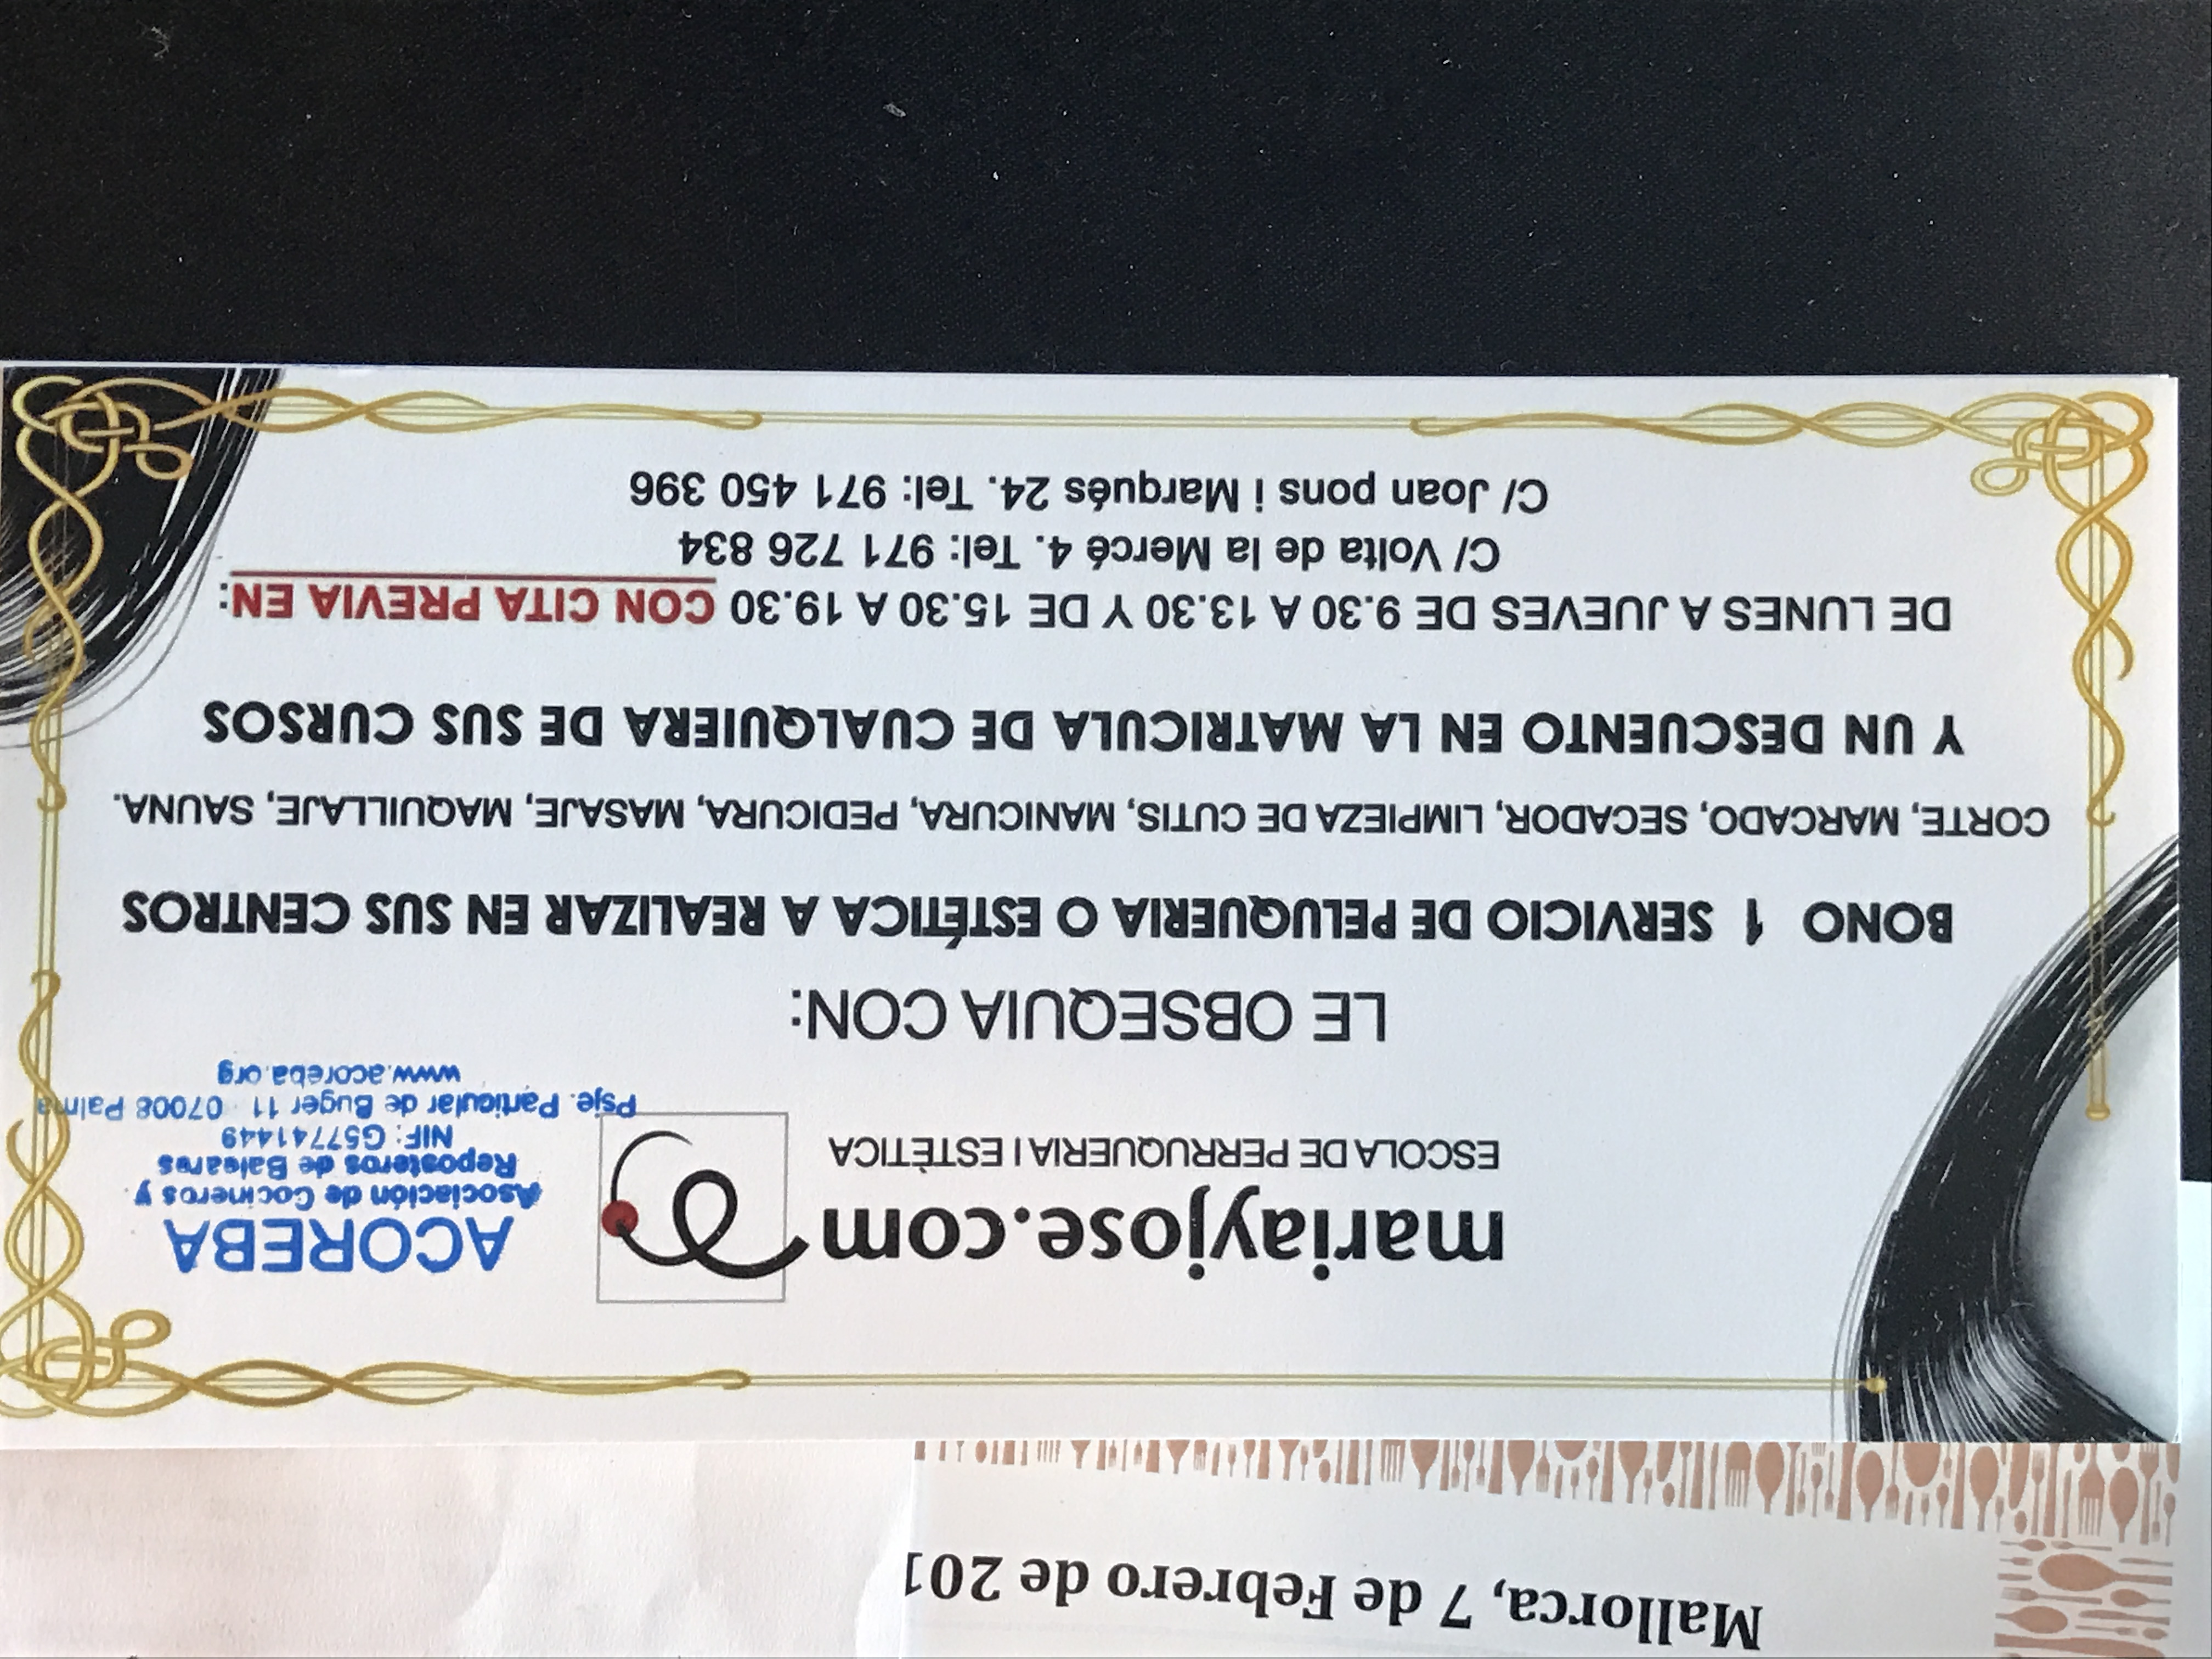 Mallorca, 7 de Febrero de 201
mariayjose.com
ESCOLA DE PERRUQUERIA I ESTÈTICA
ACOREBA
Asociación de Cocineros y
Reposteros de Baleares
NIF: G57741449
Psje. Particular de Buger 11 · 07008 Palma
www.acoreba.org
LE OBSEQUIA CON:
BONO 1 SERVICIO DE PELUQUERIA O ESTÉTICA A REALIZAR EN SUS CENTROS
CORTE, MARCADO, SECADOR, LIMPIEZA DE CUTIS, MANICURA, PEDICURA, MASAJE, MAQUILLAJE, SAUNA.
Y UN DESCUENTO EN LA MATRICULA DE CUALQUIERA DE SUS CURSOS
DE LUNES A JUEVES DE 9.30 A 13.30 Y DE 15.30 A 19.30 CON CITA PREVIA EN:
C/ Volta de la Mercé 4. Tel: 971 726 834
C/ Joan pons i Marqués 24. Tel: 971 450 396